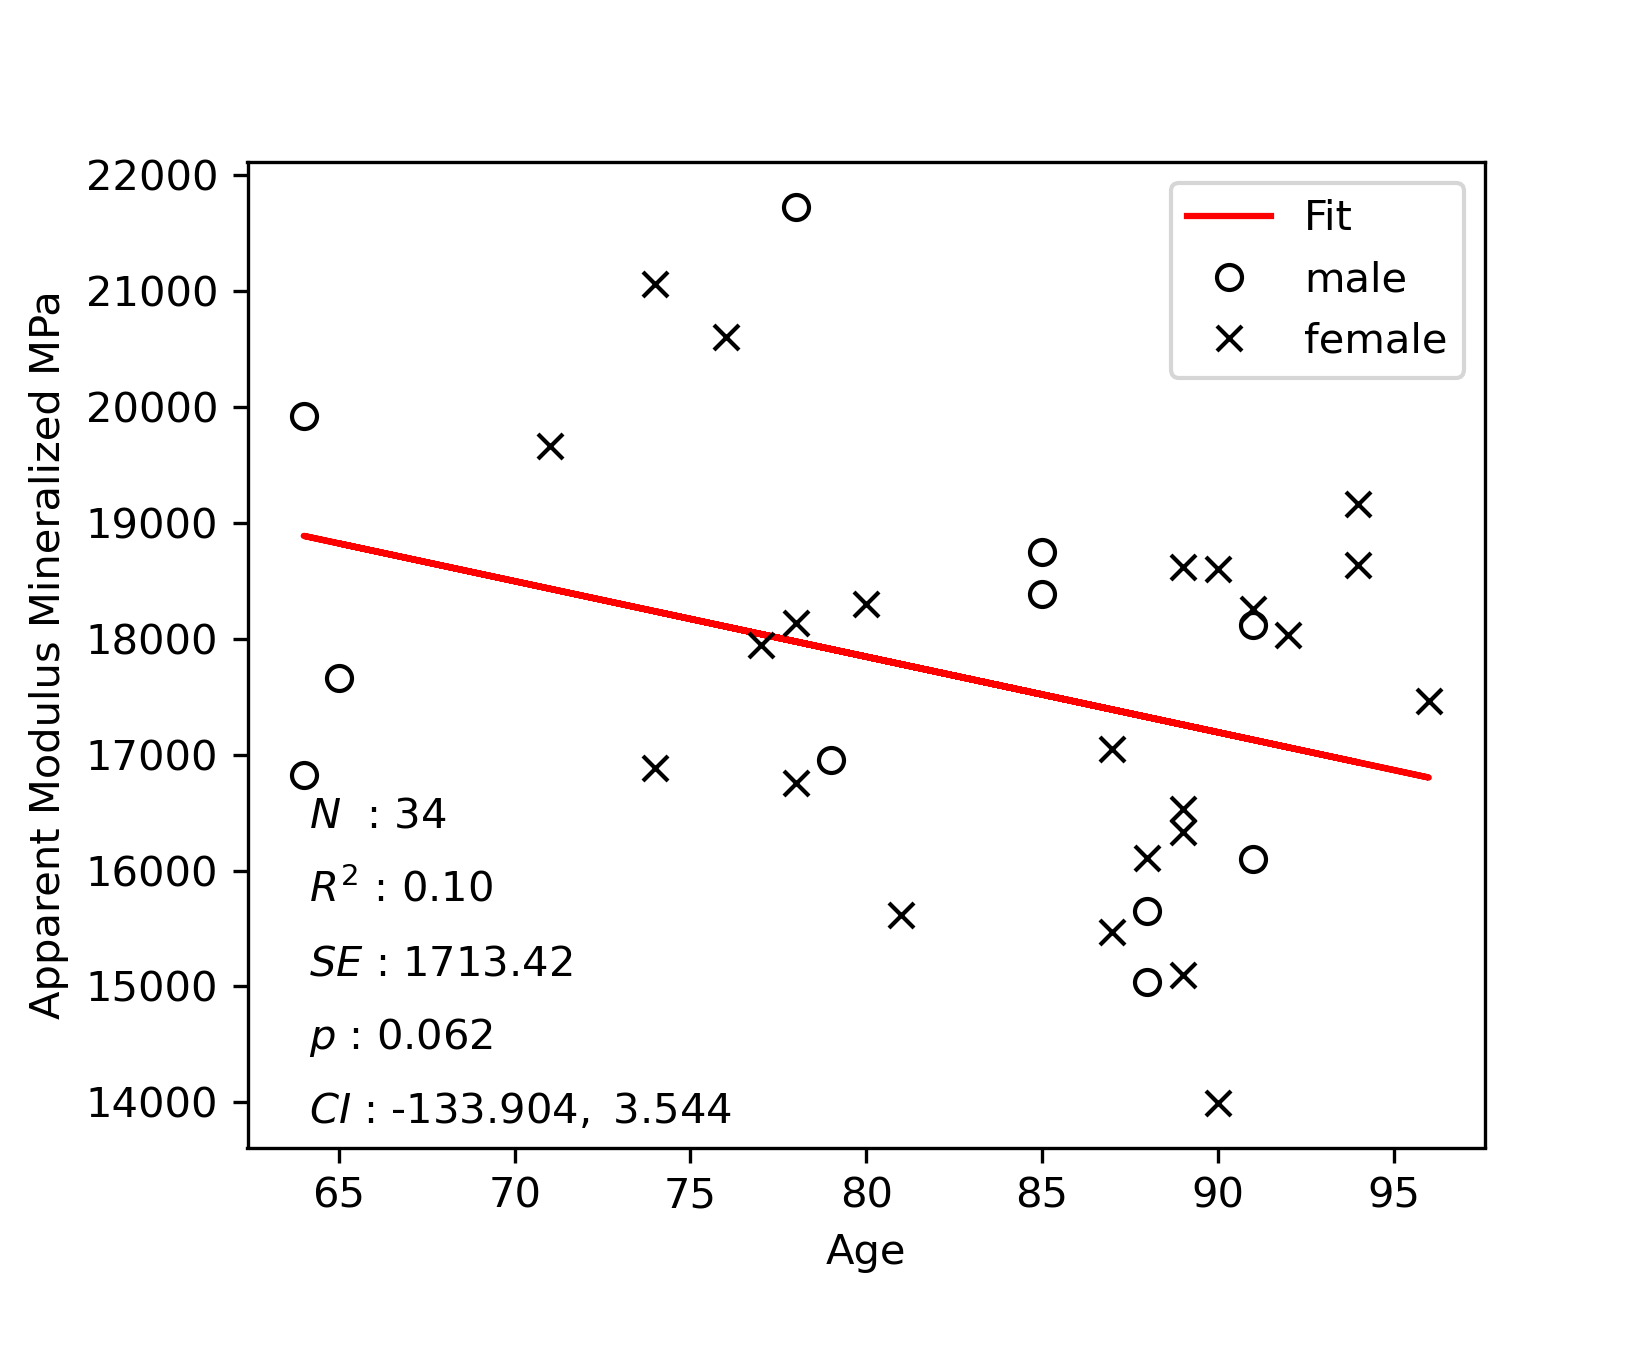 22000
21000
20000
19000
18000
17000
16000
15000
14000
Apparent Modulus Mineralized MPa
Fit
male
female
N : 34
R² : 0.10
SE : 1713.42
p : 0.062
CI : -133.904, 3.544
65 70 75 80 85 90 95
Age